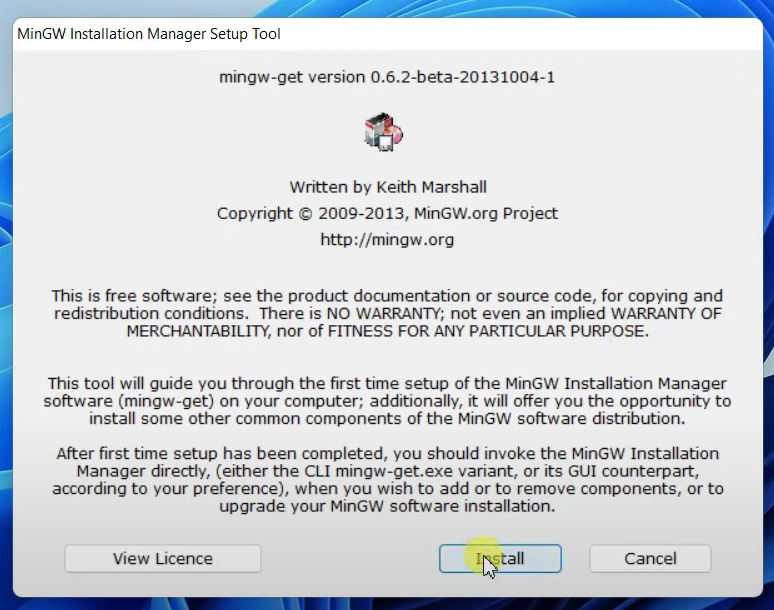 MinGW Installation Manager Setup Tool
mingw-get version 0.6.2-beta-20131004-1
Written by Keith Marshall
Copyright © 2009-2013, MinGW.org Project
http://mingw.org
This is free software; see the product documentation or source code, for copying and
redistribution conditions.  There is NO WARRANTY; not even an implied WARRANTY OF
MERCHANTABILITY, nor of FITNESS FOR ANY PARTICULAR PURPOSE.
This tool will guide you through the first time setup of the MinGW Installation Manager
software (mingw-get) on your computer; additionally, it will offer you the opportunity to
install some other common components of the MinGW software distribution.
After first time setup has been completed, you should invoke the MinGW Installation
Manager directly, (either the CLI mingw-get.exe variant, or its GUI counterpart,
according to your preference), when you wish to add or to remove components, or to
upgrade your MinGW software installation.
View Licence
Install
Cancel